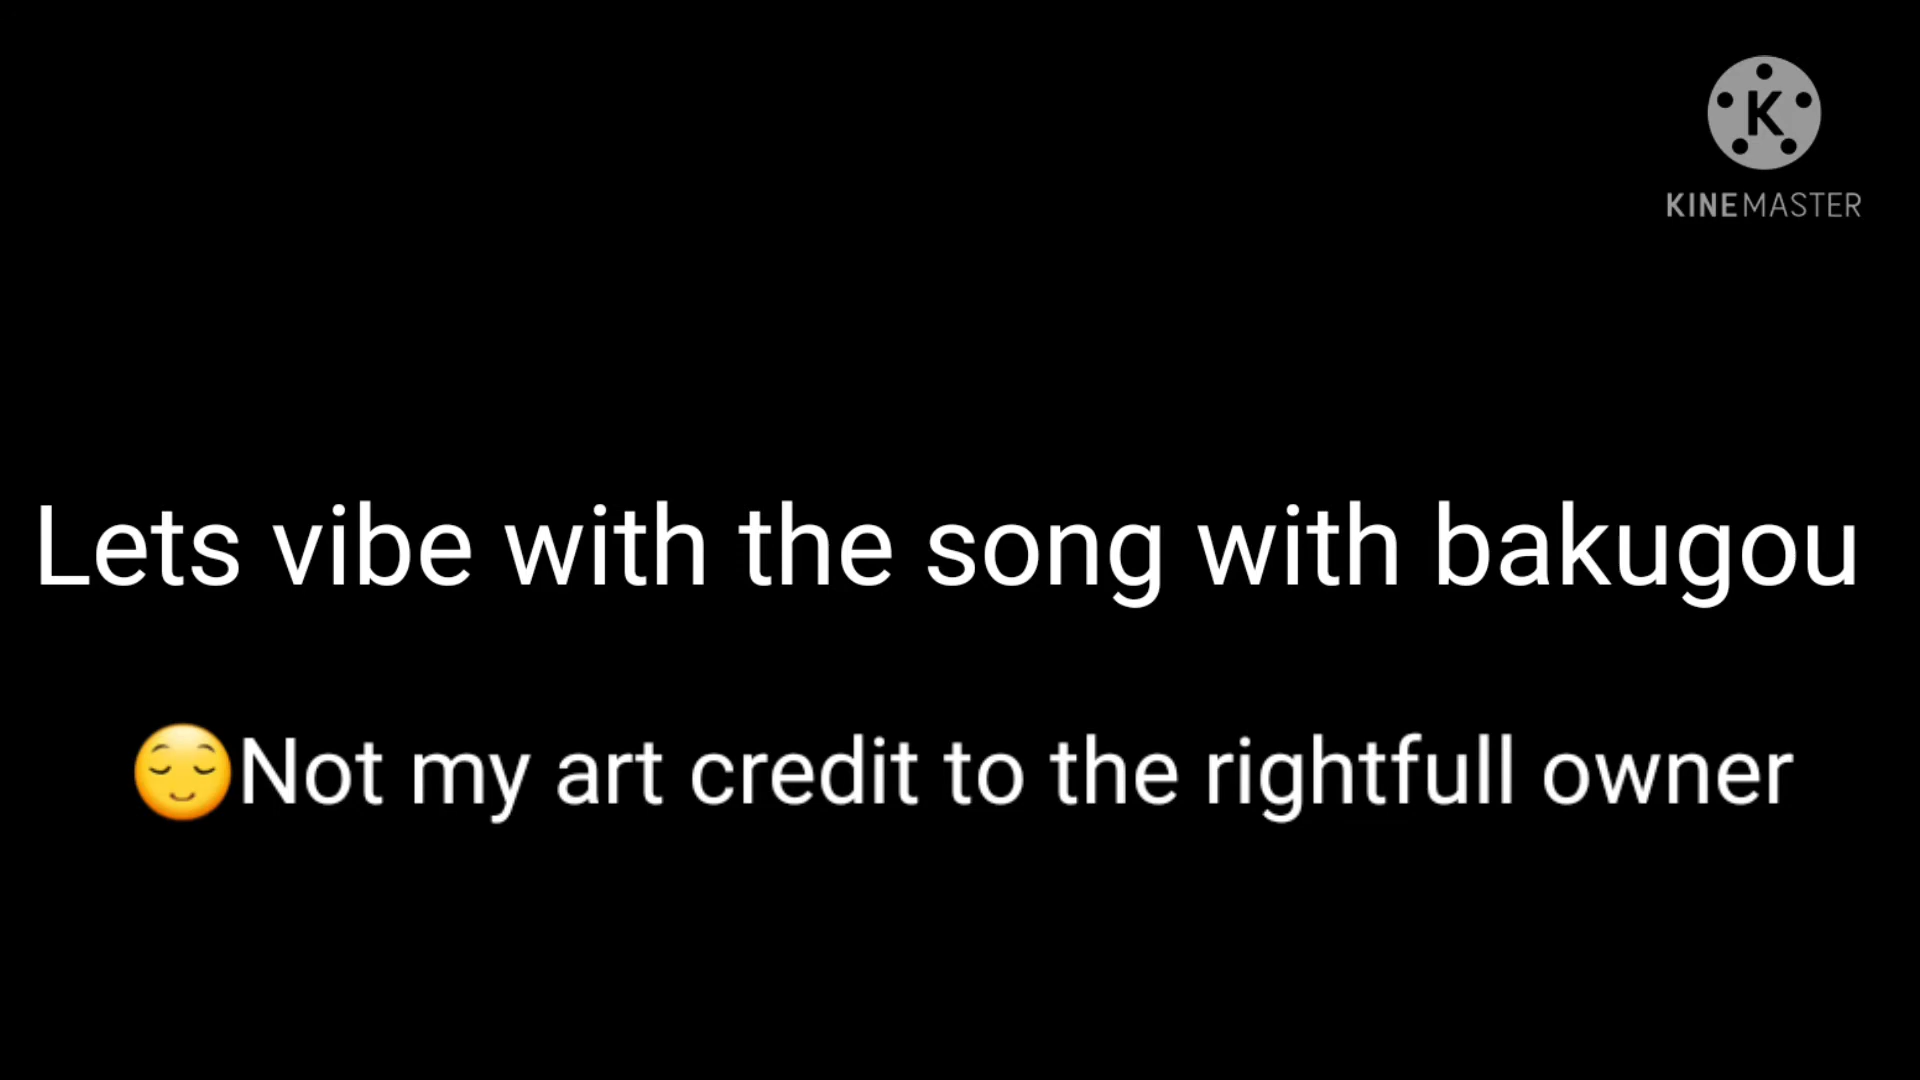 K
KINEMASTER
Lets vibe with the song with bakugou
😌Not my art credit to the rightfull owner